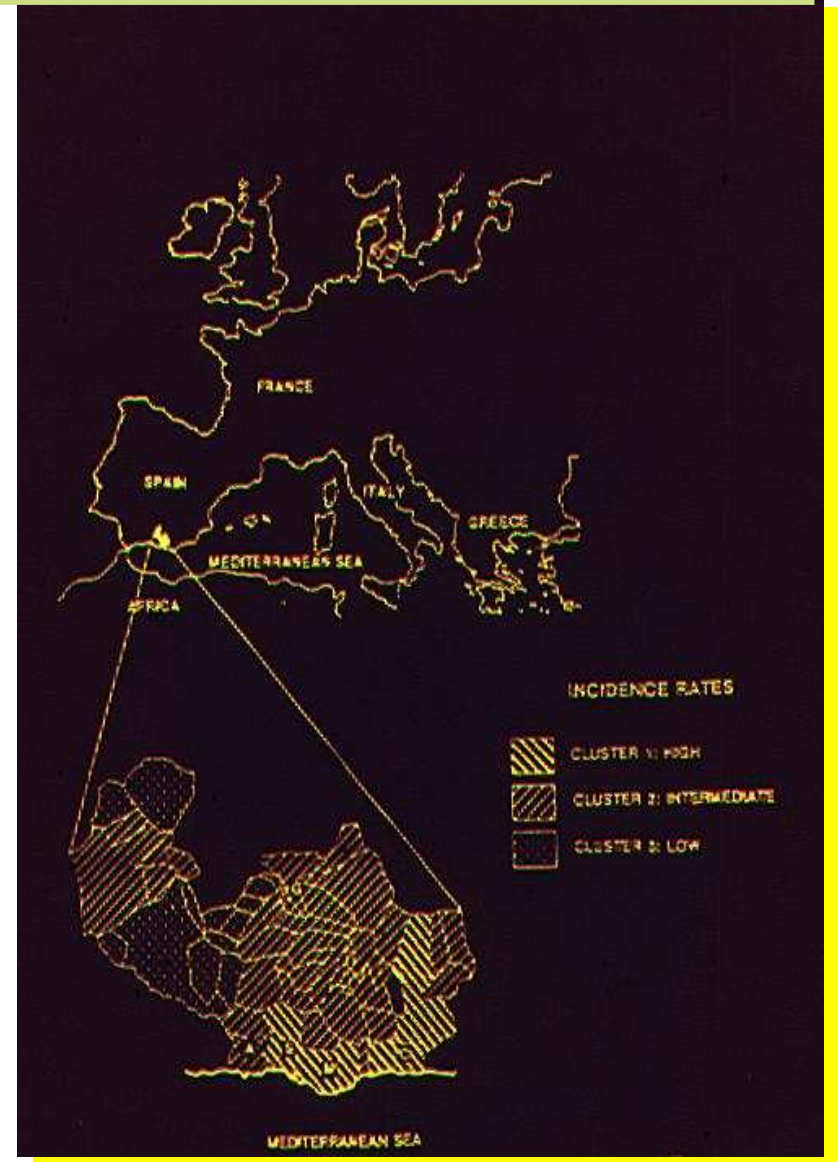 FRANCE
SPAIN
ITALY
GREECE
MEDITERRANEAN SEA
AFRICA
INCIDENCE RATES
CLUSTER 1: HIGH
CLUSTER 2: INTERMEDIATE
CLUSTER 3: LOW
A
MEDITERRANEAN SEA